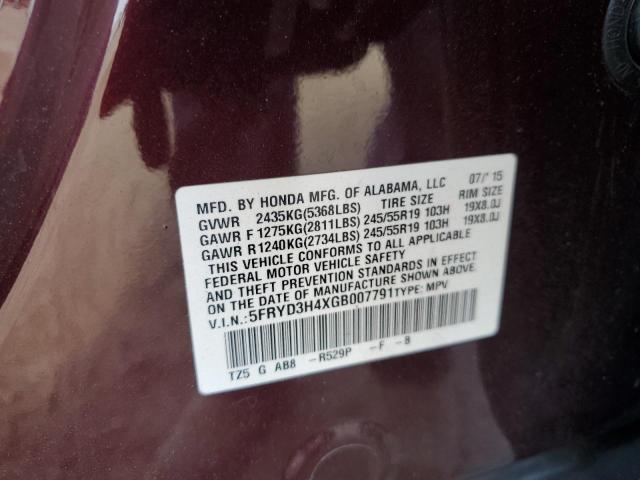 MFD. BY HONDA MFG. OF ALABAMA, LLC 07/'15
GVWR 2435KG(5368LBS) TIRE SIZE RIM SIZE
GAWR F 1275KG(2811LBS) 245/55R19 103H 19X8.0J
GAWR R 1240KG(2734LBS) 245/55R19 103H 19X8.0J
THIS VEHICLE CONFORMS TO ALL APPLICABLE
FEDERAL MOTOR VEHICLE SAFETY
AND THEFT PREVENTION STANDARDS IN EFFECT
ON THE DATE OF MANUFACTURE SHOWN ABOVE.
V.I.N.:5FRYD3H4XGB007791 TYPE: MPV
TZ5 G AB8 -R529P -F -8